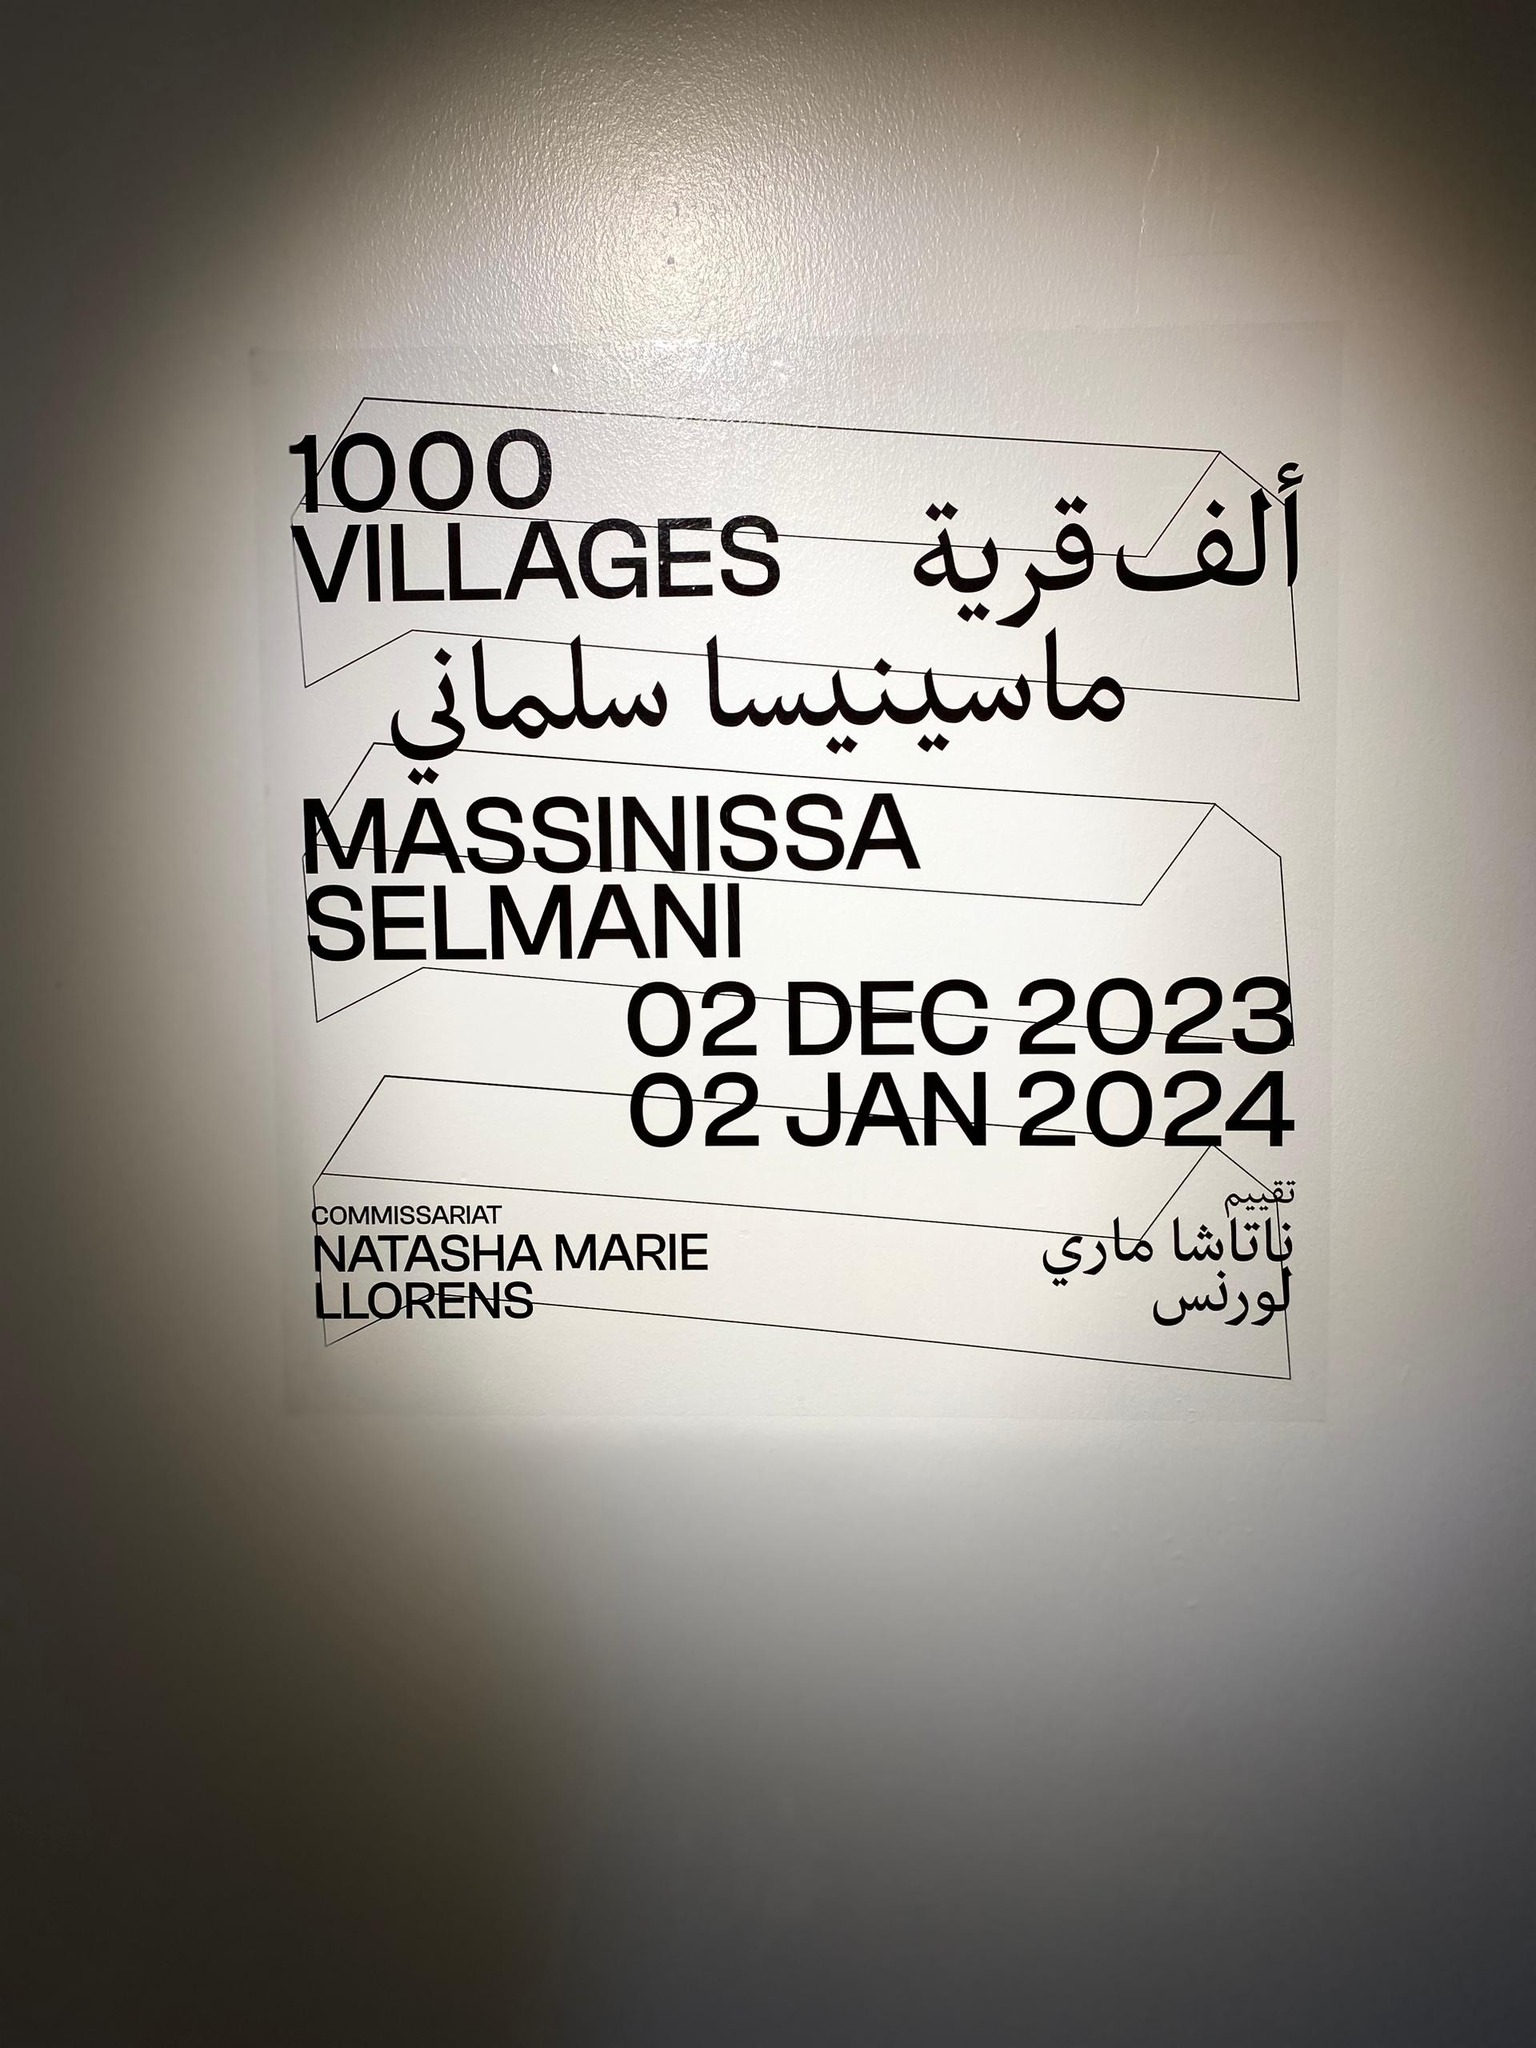 1000
VILLAGES
ألف قرية
ماسينيسا سلماني
MASSINISSA
SELMANI
02 DEC 2023
02 JAN 2024
COMMISSARIAT
NATASHA MARIE
LLORENS
تقييم
ناتاشا ماري
لورنس